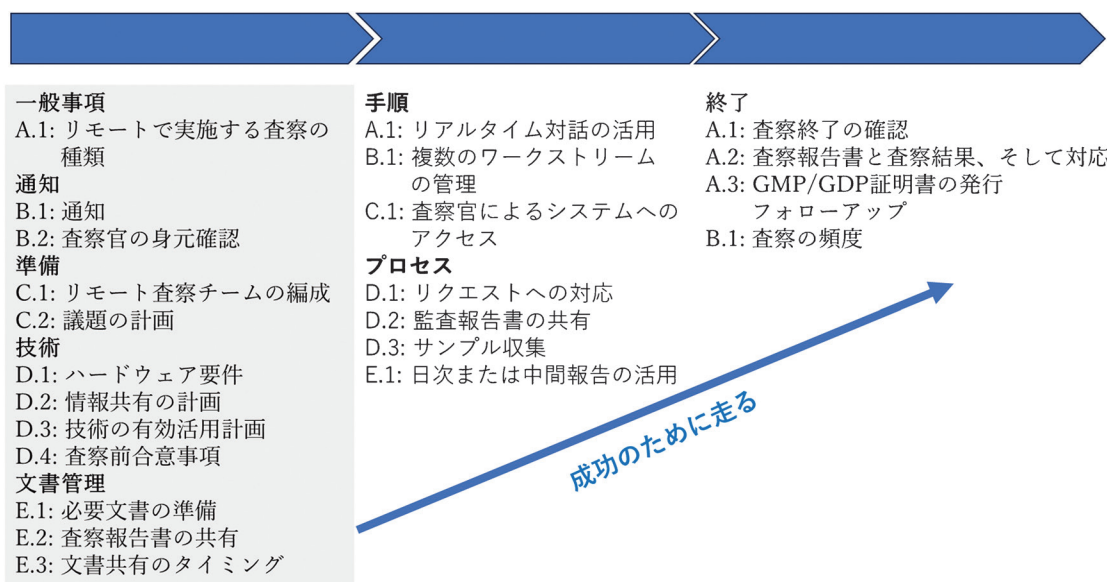 一般事項
A.1: リモートで実施する査察の
種類
通知
B.1: 通知
B.2: 査察官の身元確認
準備
C.1: リモート査察チームの編成
C.2: 議題の計画
技術
D.1: ハードウェア要件
D.2: 情報共有の計画
D.3: 技術の有効活用計画
D.4: 査察前合意事項
文書管理
E.1: 必要文書の準備
E.2: 査察報告書の共有
E.3: 文書共有のタイミング
手順
A.1: リアルタイム対話の活用
B.1: 複数のワークストリーム
の管理
C.1: 査察官によるシステムへの
アクセス
プロセス
D.1: リクエストへの対応
D.2: 監査報告書の共有
D.3: サンプル収集
E.1: 日次または中間報告の活用
終了
A.1: 査察終了の確認
A.2: 査察報告書と査察結果、そして対応
A.3: GMP/GDP証明書の発行
フォローアップ
B.1: 査察の頻度
成功のために走る